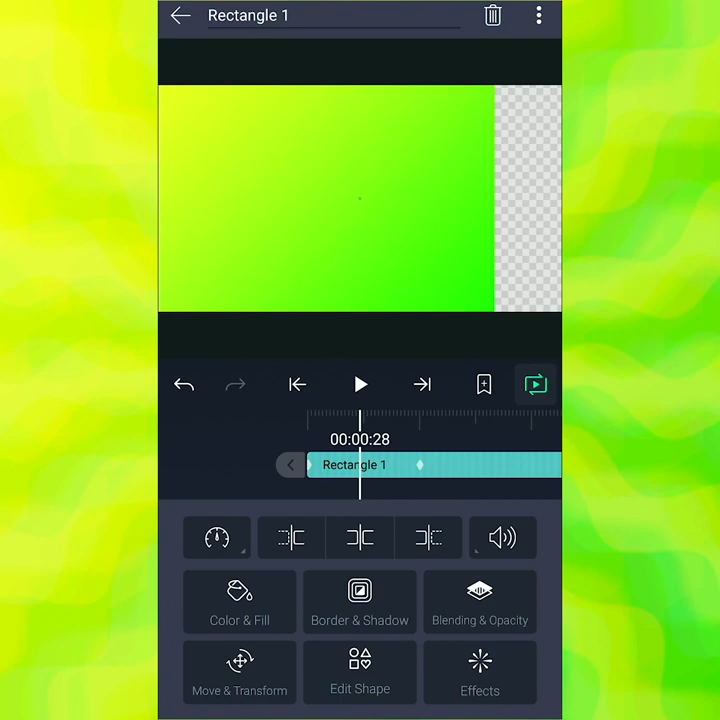 Rectangle 1
00:00:28
Rectangle 1
Color & Fill
Border & Shadow
Blending & Opacity
Move & Transform
Edit Shape
Effects